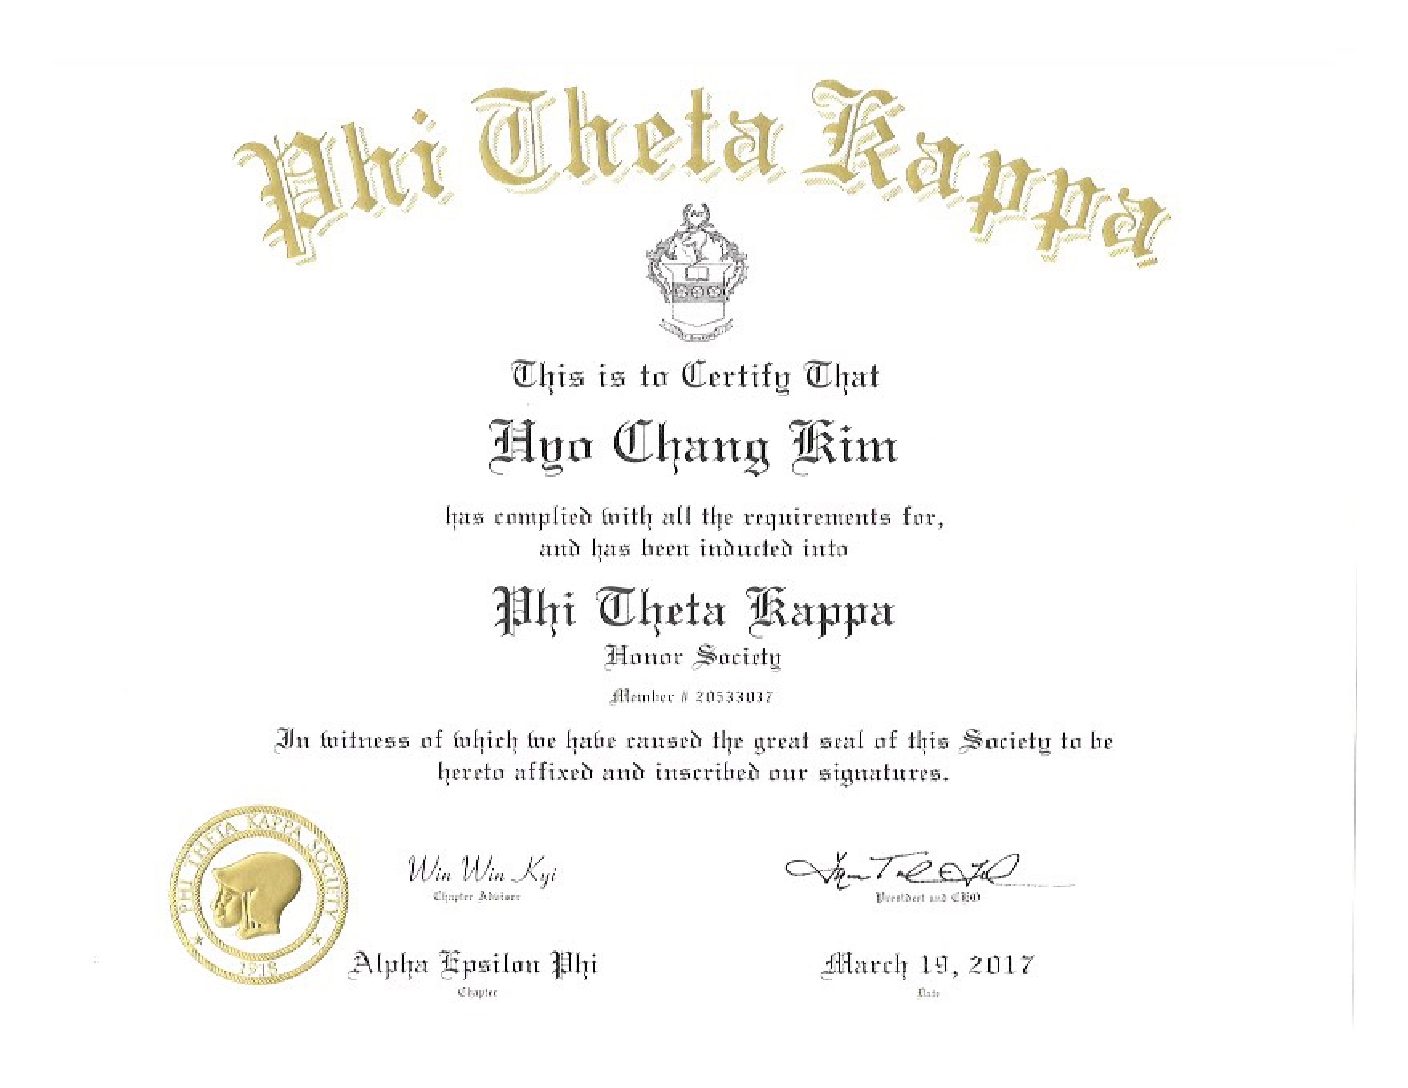 Phi Theta Kappa
This is to Certify That
Hyo Chang Kim
has complied with all the requirements for,
and has been inducted into
Phi Theta Kappa
Honor Society
Member # 20533037
In witness of which we have caused the great seal of this Society to be
hereto affixed and inscribed our signatures.
PHI THETA KAPPA SOCIETY
1918
Win Win Kyi
Chapter Advisor
President and CEO
Alpha Epsilon Phi
Chapter
March 19, 2017
Date